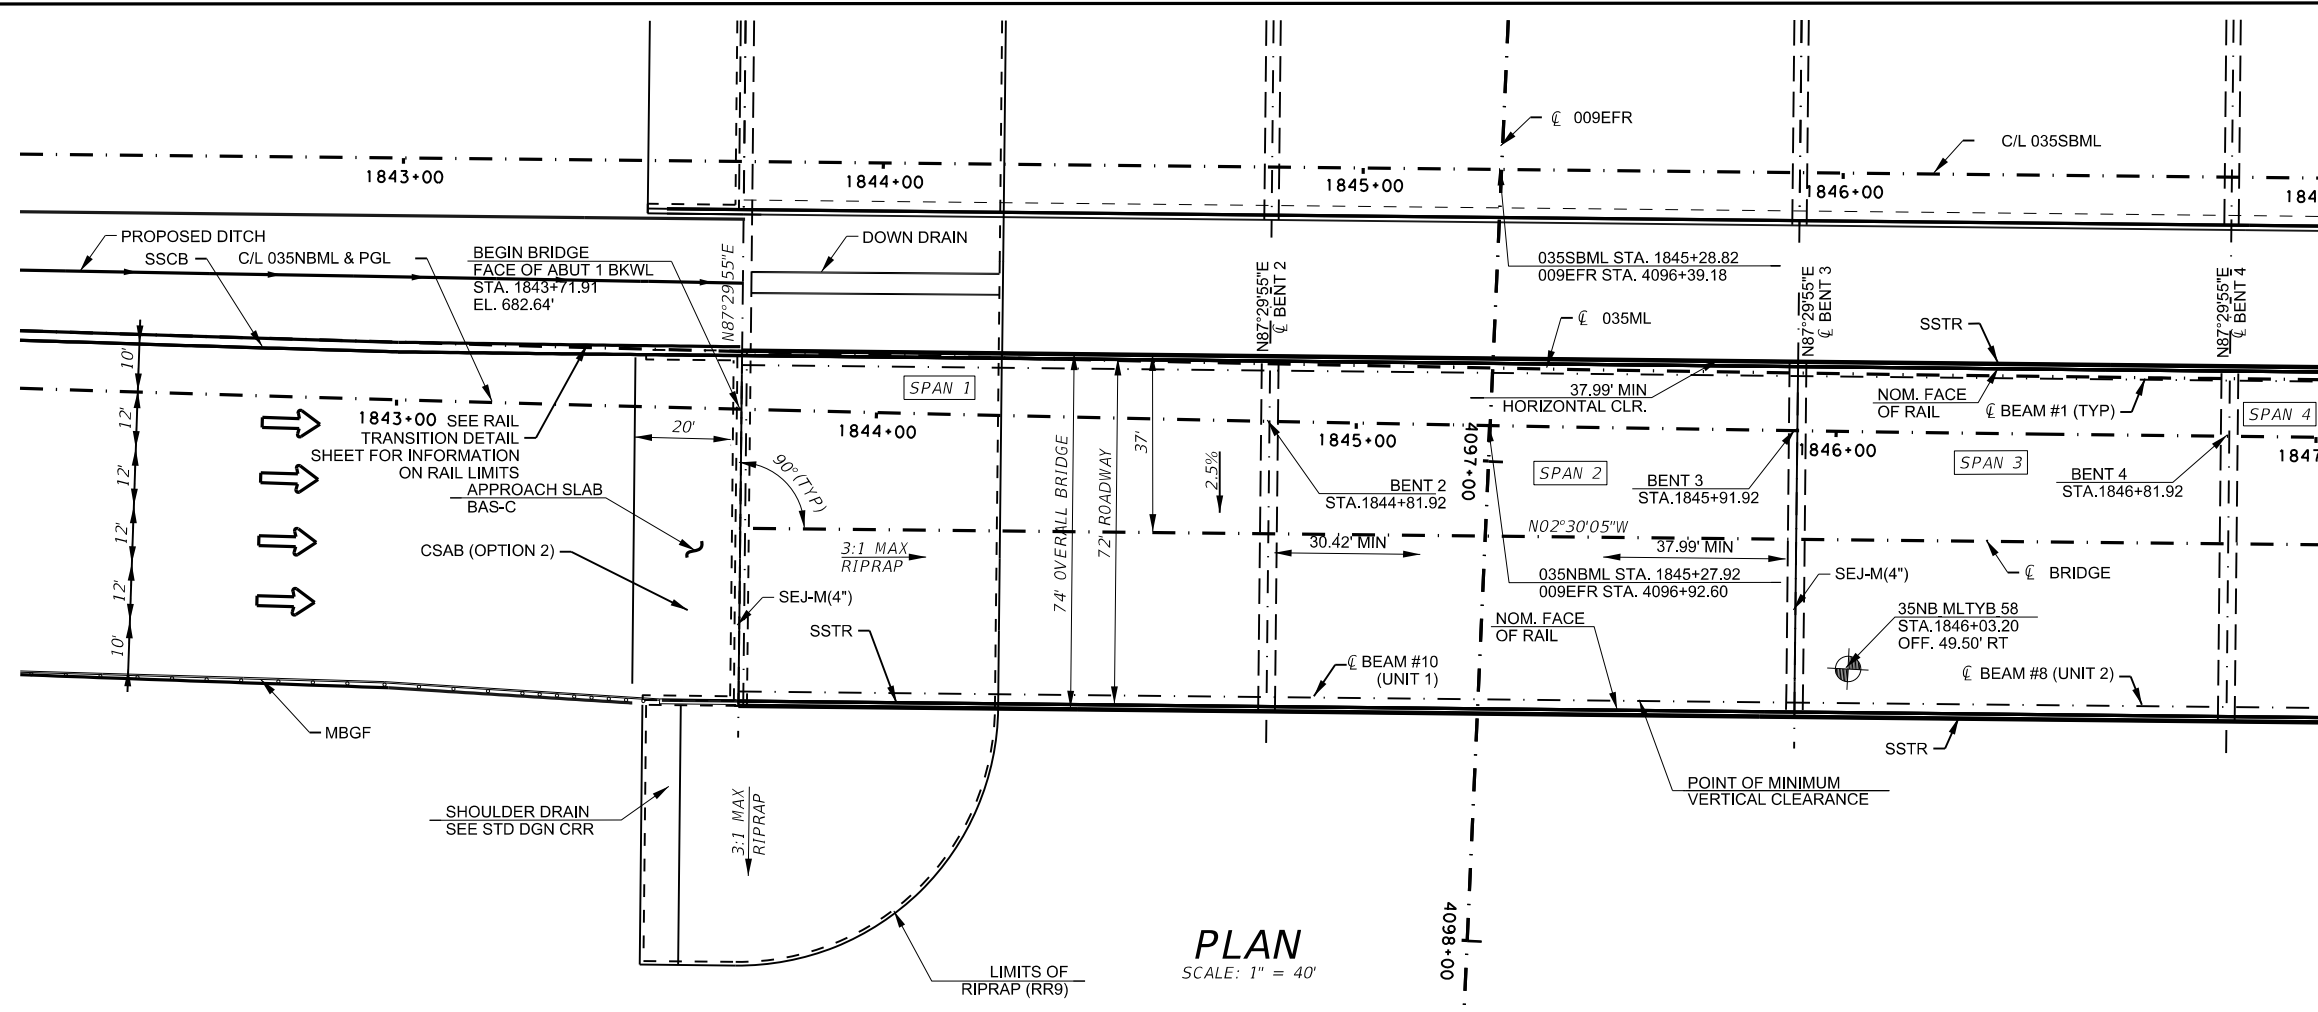 ℄ 009EFR
C/L 035SBML
1843+00
1844+00
1845+00
1846+00
184
PROPOSED DITCH
SSCB
C/L 035NBML & PGL
BEGIN BRIDGE
FACE OF ABUT 1 BKWL
STA. 1843+71.91
EL. 682.64'
N87°29'55"E
DOWN DRAIN
N87°29'55"E
℄ BENT 2
035SBML STA. 1845+28.82
009EFR STA. 4096+39.18
℄ 035ML
N87°29'55"E
℄ BENT 3
SSTR
N87°29'55"E
℄ BENT 4
10'
12'
12'
12'
12'
10'
SPAN 1
37.99' MIN
HORIZONTAL CLR.
NOM. FACE
OF RAIL
℄ BEAM #1 (TYP)
SPAN 4
1843+00
SEE RAIL
TRANSITION DETAIL
SHEET FOR INFORMATION
ON RAIL LIMITS
20'
1844+00
1845+00
4097+00
1846+00
1847
90°(TYP)
74' OVERALL BRIDGE
72' ROADWAY
37'
2.5%
SPAN 2
SPAN 3
BENT 2
STA.1844+81.92
BENT 3
STA.1845+91.92
BENT 4
STA.1846+81.92
APPROACH SLAB
BAS-C
CSAB (OPTION 2)
3:1 MAX
RIPRAP
N02°30'05"W
30.42' MIN
37.99' MIN
035NBML STA. 1845+27.92
009EFR STA. 4096+92.60
SEJ-M(4")
℄ BRIDGE
SEJ-M(4")
SSTR
NOM. FACE
OF RAIL
35NB MLTYB 58
STA.1846+03.20
OFF. 49.50' RT
℄ BEAM #10
(UNIT 1)
℄ BEAM #8 (UNIT 2)
MBGF
SSTR
POINT OF MINIMUM
VERTICAL CLEARANCE
SHOULDER DRAIN
SEE STD DGN CRR
3:1 MAX
RIPRAP
4098+00
LIMITS OF
RIPRAP (RR9)
PLAN
SCALE: 1" = 40'